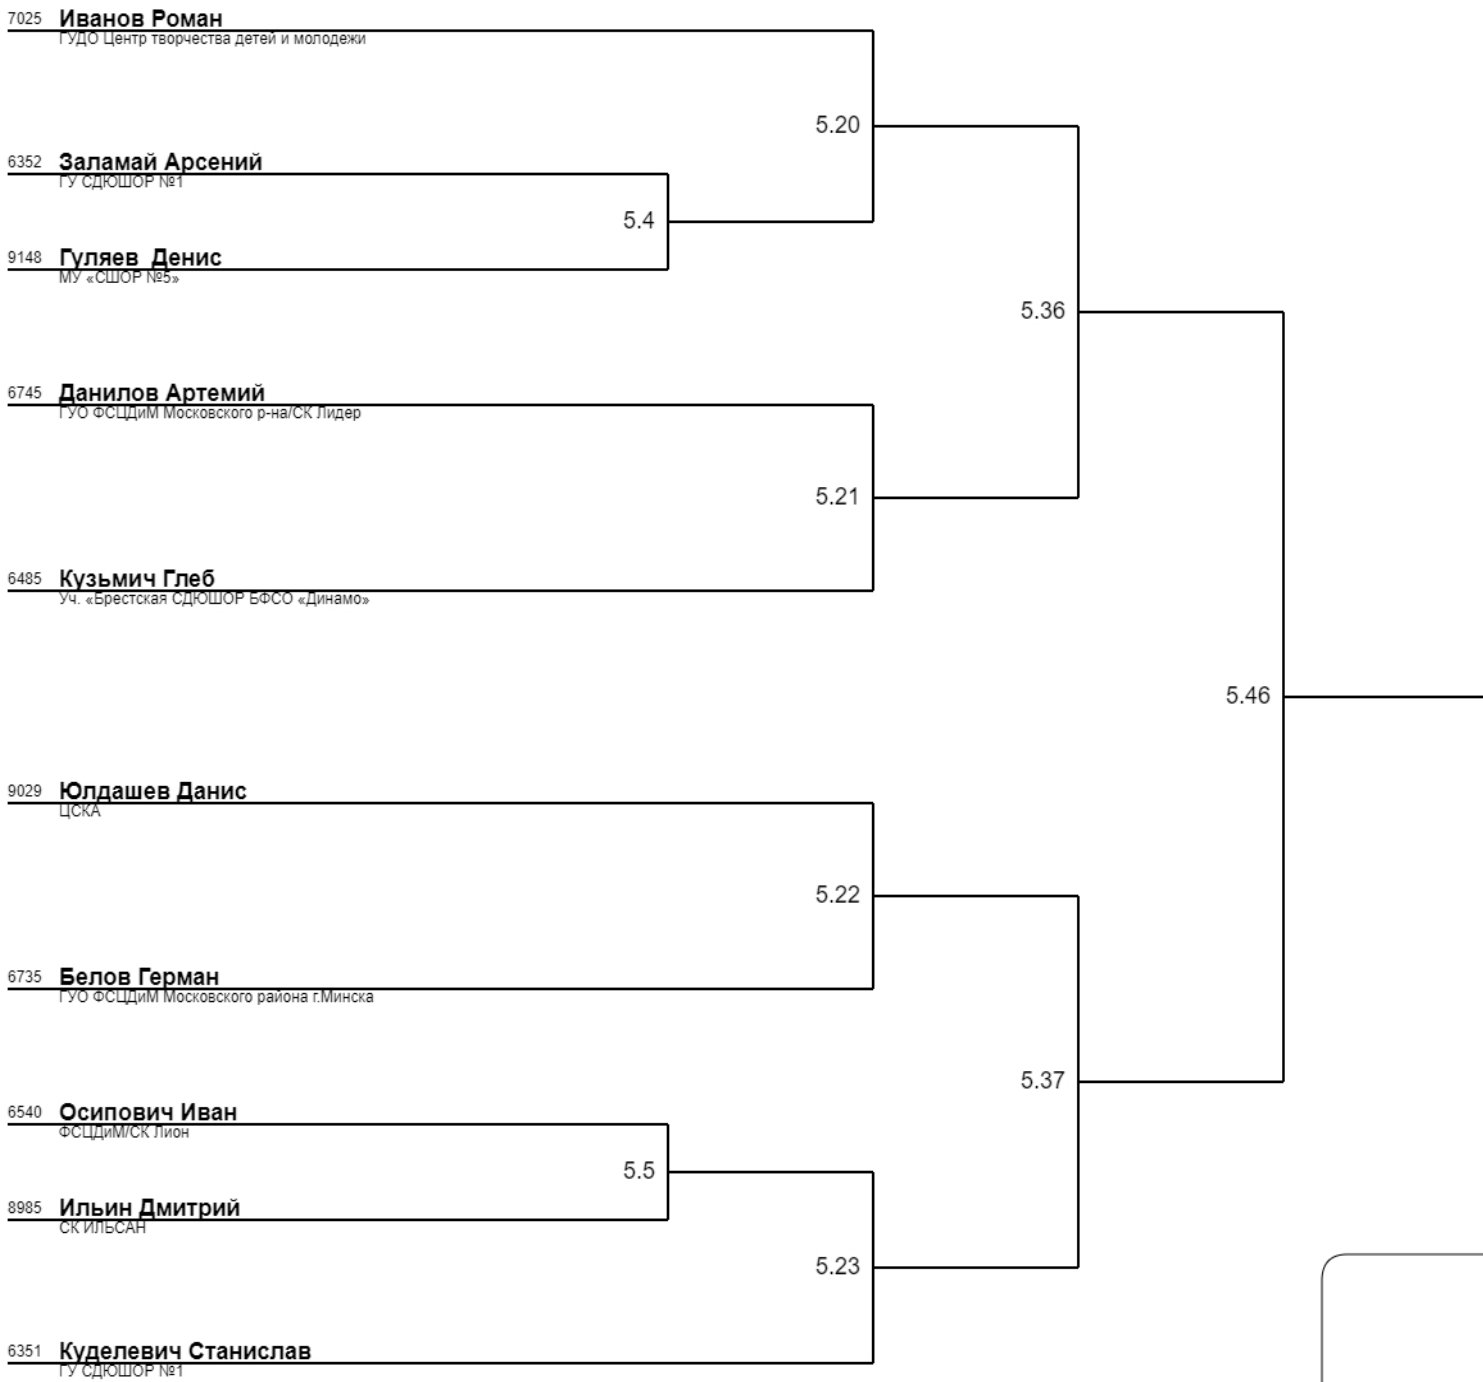 7025 Иванов Роман
ГУДО Центр творчества детей и молодежи
5.20
6352 Заламай Арсений
ГУ СДЮШОР №1
5.4
9148 Гуляев Денис
МУ «СШОР №5»
5.36
6745 Данилов Артемий
ГУО ФСЦДиМ Московского р-на/СК Лидер
5.21
6485 Кузьмич Глеб
Уч. «Брестская СДЮШОР БФСО «Динамо»
5.46
9029 Юлдашев Данис
ЦСКА
5.22
6735 Белов Герман
ГУО ФСЦДиМ Московского района г.Минска
5.37
6540 Осипович Иван
ФСЦДиМ/СК Лион
5.5
8985 Ильин Дмитрий
СК ИЛЬСАН
5.23
6351 Куделевич Станислав
ГУ СДЮШОР №1